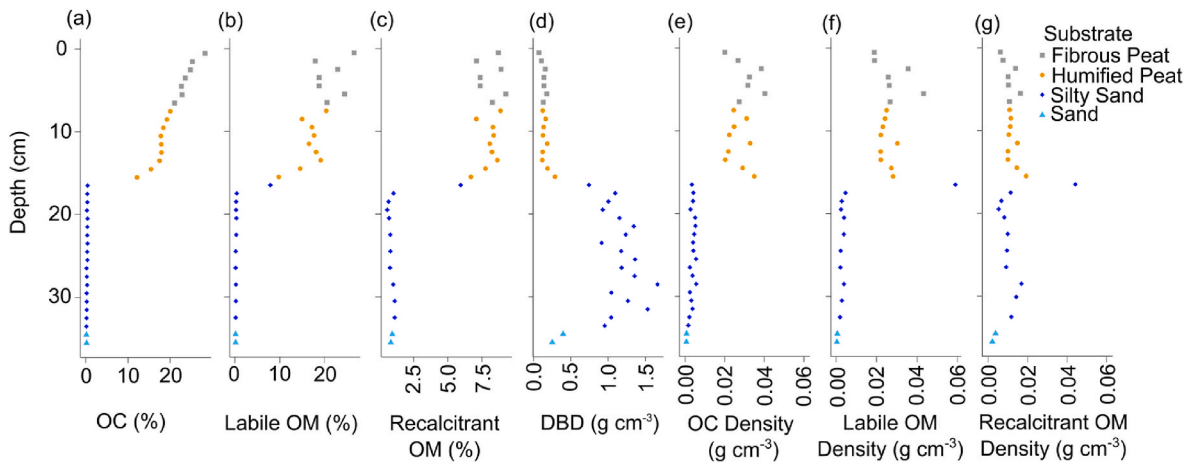 (a)
(b)
(c)
(d)
(e)
(f)
(g)
Substrate
Fibrous Peat
Humified Peat
Silty Sand
Sand
Depth (cm)
0
10
20
30
0 10 20
0 10 20
2.5 5.0 7.5
0.0 0.5 1.0 1.5
0.00 0.02 0.04 0.06
0.00 0.02 0.04 0.06
0.00 0.02 0.04 0.06
OC (%)
Labile OM (%)
Recalcitrant
OM (%)
DBD (g cm⁻³)
OC Density
(g cm⁻³)
Labile OM
Density (g cm⁻³)
Recalcitrant OM
Density (g cm⁻³)